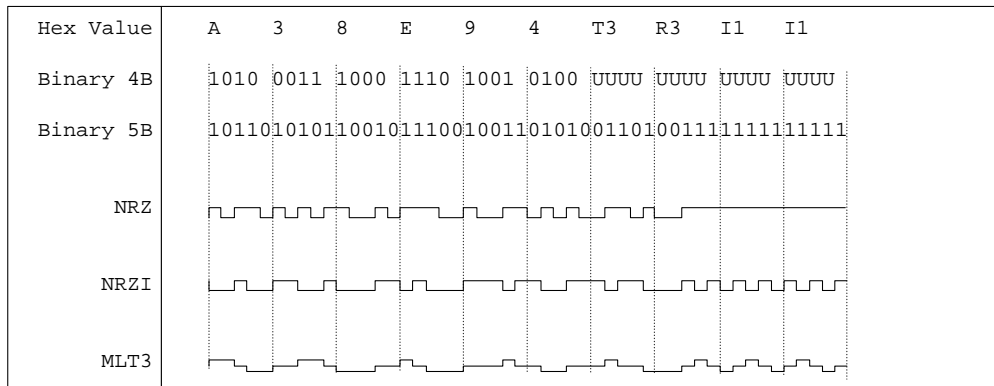 Hex Value A 3 8 E 9 4 T3 R3 I1 I1
Binary 4B 1010 0011 1000 1110 1001 0100 UUUU UUUU UUUU UUUU
Binary 5B 10110101011001011100100110101001101001111111111111
NRZ
NRZI
MLT3